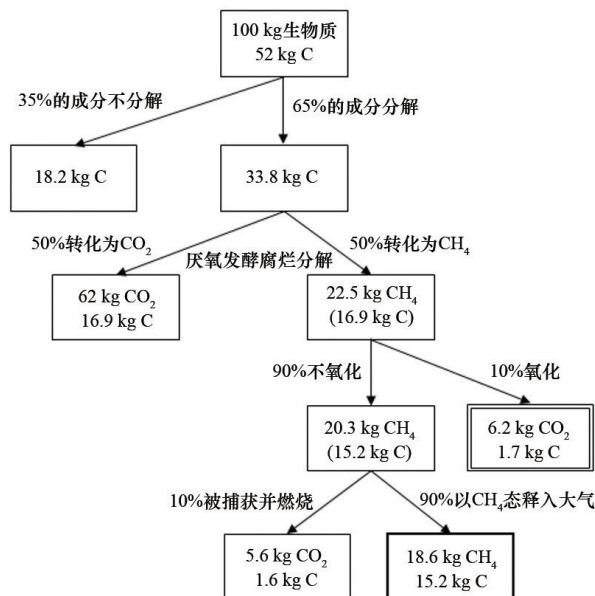 100 kg生物质
52 kg C
35%的成分不分解
65%的成分分解
18.2 kg C
33.8 kg C
50%转化为CO₂
厌氧发酵腐烂分解
50%转化为CH₄
62 kg CO₂
16.9 kg C
22.5 kg CH₄
(16.9 kg C)
90%不氧化
10%氧化
20.3 kg CH₄
(15.2 kg C)
6.2 kg CO₂
1.7 kg C
10%被捕获并燃烧
90%以CH₄态释入大气
5.6 kg CO₂
1.6 kg C
18.6 kg CH₄
15.2 kg C